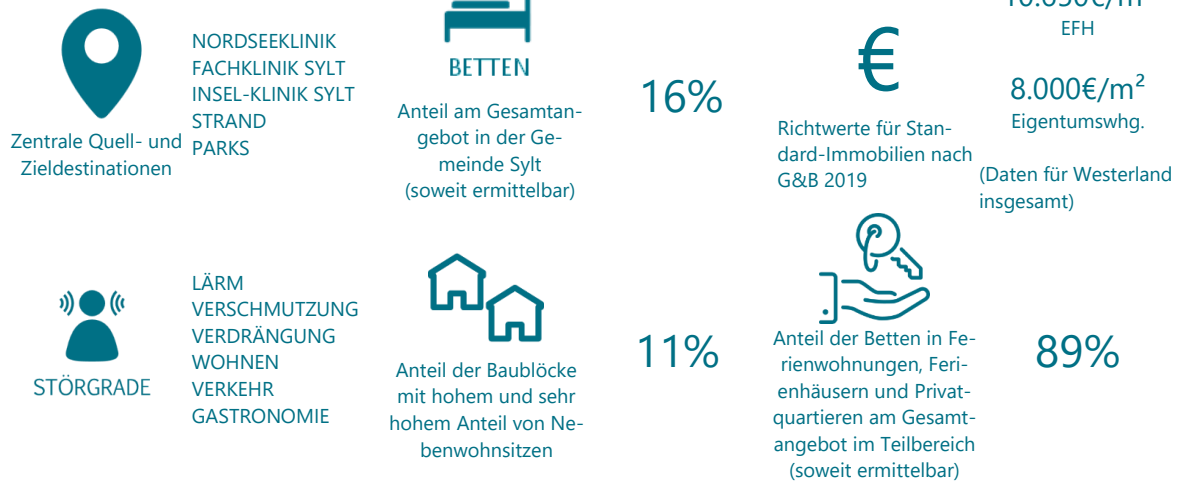 Zentrale Quell- und
Zieldestinationen
NORDSEEKLINIK
FACHKLINIK SYLT
INSEL-KLINIK SYLT
STRAND
PARKS
BETTEN
Anteil am Gesamtan-
gebot in der Ge-
meinde Sylt
(soweit ermittelbar)
16%
€
Richtwerte für Stan-
dard-Immobilien nach
G&B 2019
EFH
8.000€/m²
Eigentumswhg.
(Daten für Westerland
insgesamt)
STÖRGRADE
LÄRM
VERSCHMUTZUNG
VERDRÄNGUNG
WOHNEN
VERKEHR
GASTRONOMIE
Anteil der Baublöcke
mit hohem und sehr
hohem Anteil von Ne-
benwohnsitzen
11%
Anteil der Betten in Fe-
rienwohnungen, Feri-
enhäusern und Privat-
quartieren am Gesamt-
angebot im Teilbereich
(soweit ermittelbar)
89%